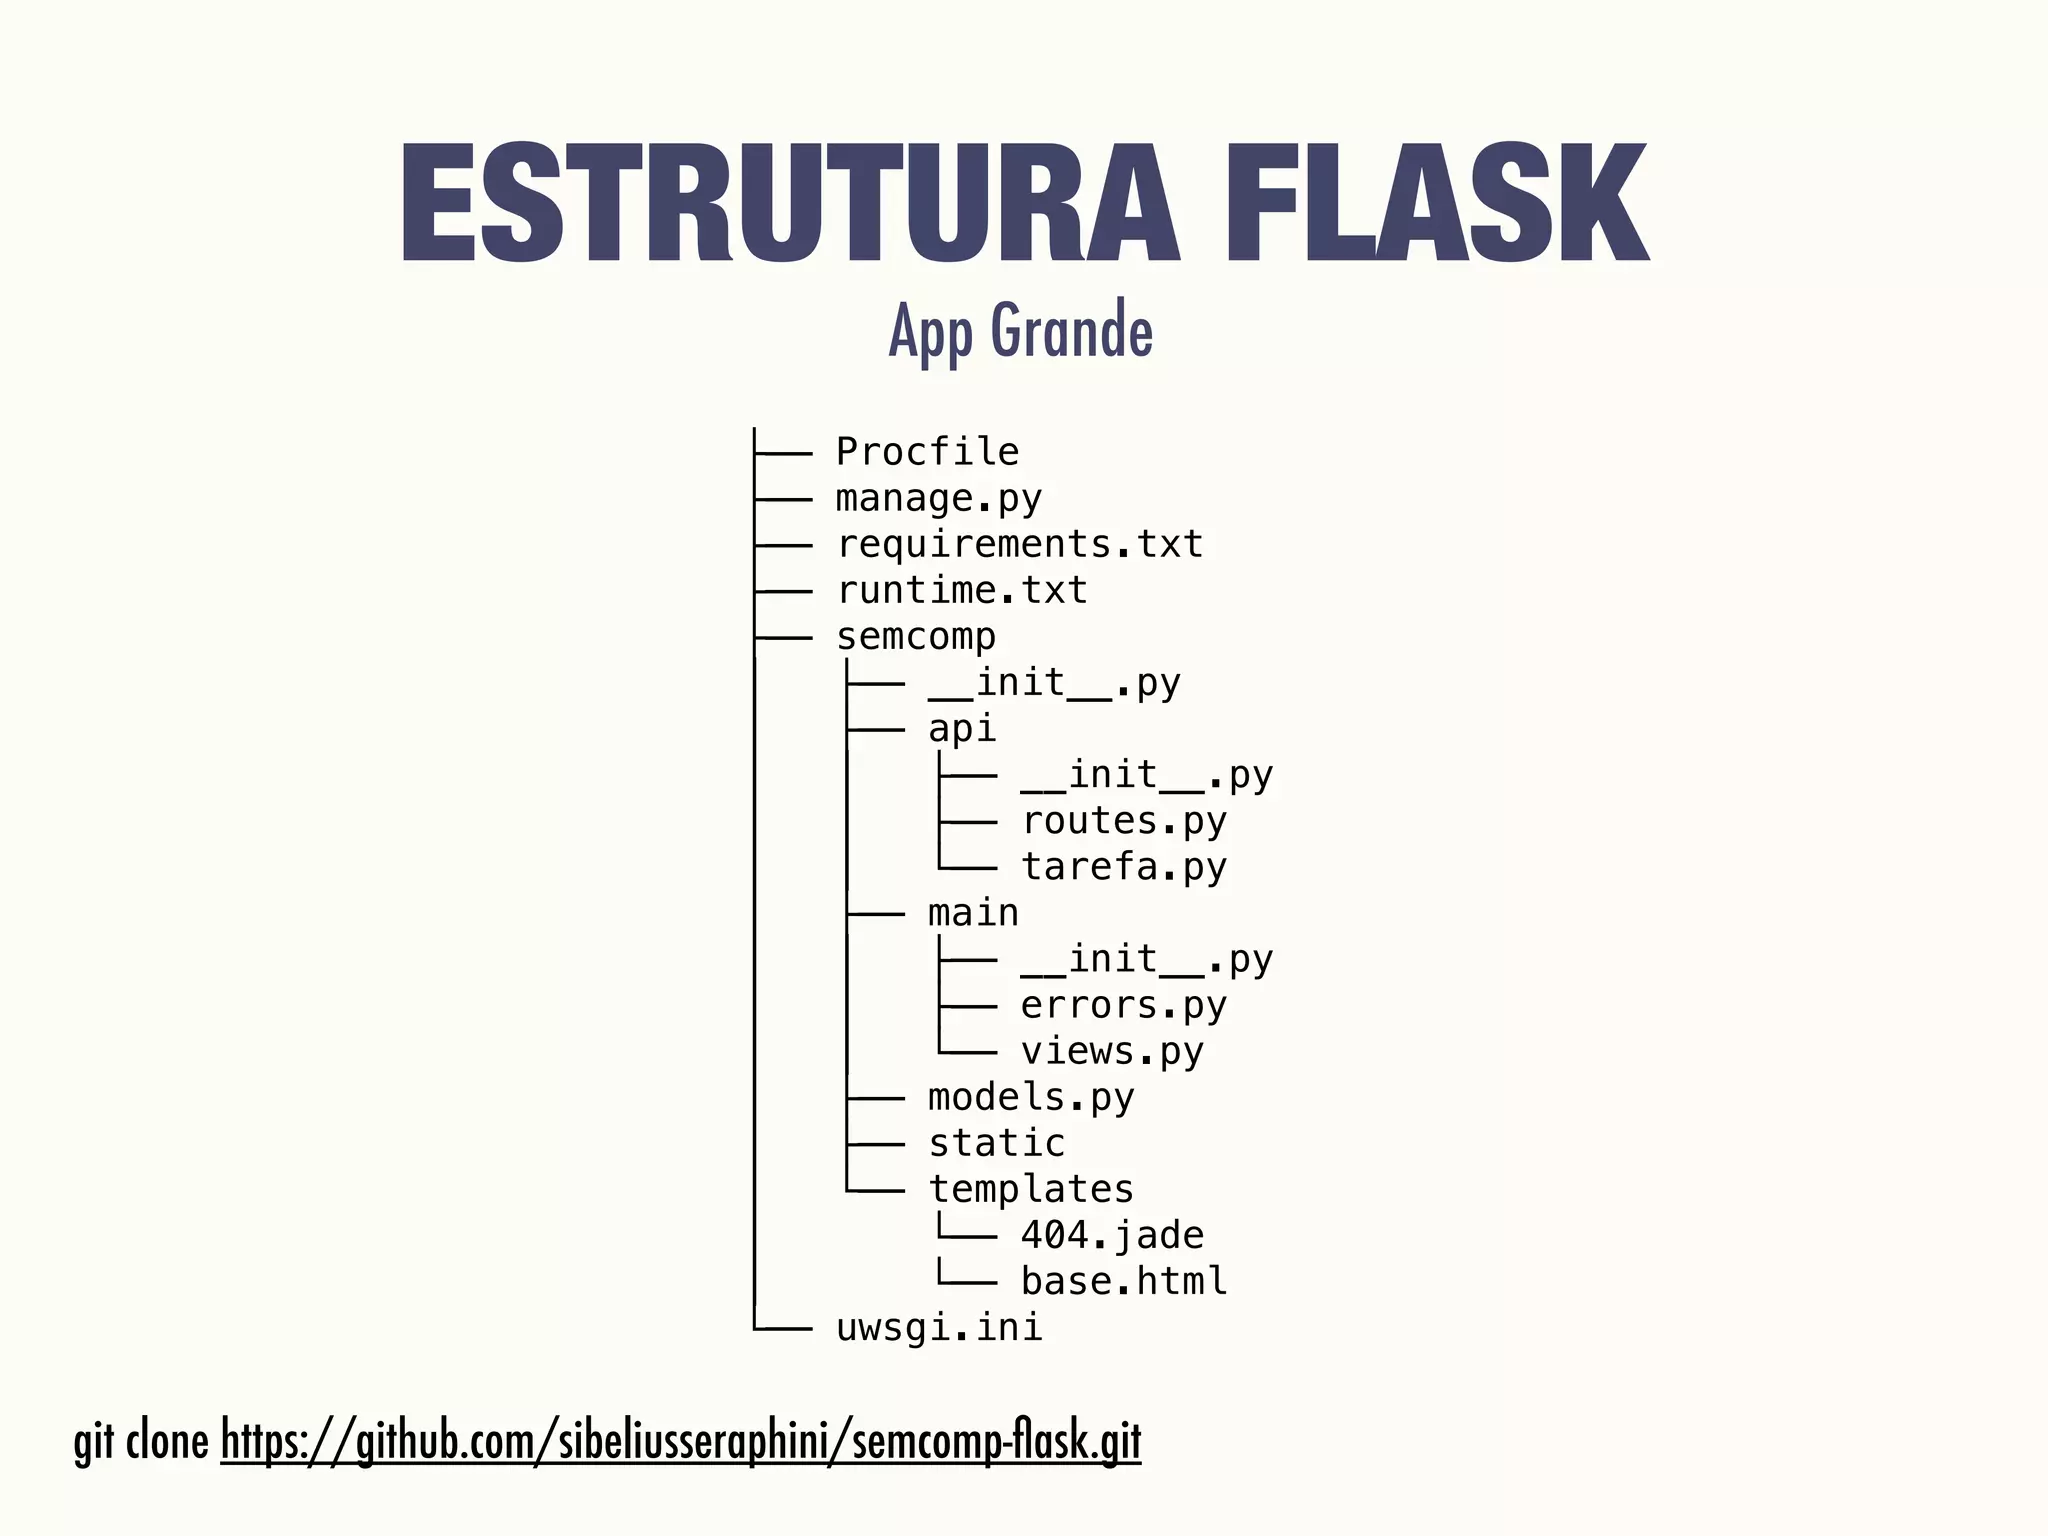 ESTRUTURA FLASK
App Grande
├── Procfile
├── manage.py
├── requirements.txt
├── runtime.txt
├── semcomp
│   ├── __init__.py
│   ├── api
│   │   ├── __init__.py
│   │   ├── routes.py
│   │   └── tarefa.py
│   ├── main
│   │   ├── __init__.py
│   │   ├── errors.py
│   │   └── views.py
│   ├── models.py
│   ├── static
│   └── templates
│       └── 404.jade
│       └── base.html
└── uwsgi.ini
git clone https://github.com/sibeliusseraphini/semcomp-flask.git